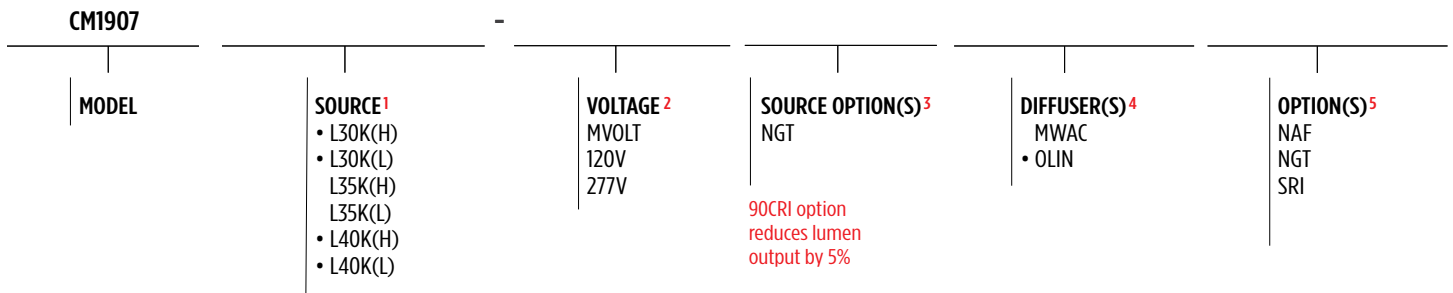 CM1907 -
MODEL
SOURCE1
• L30K(H)
• L30K(L)
L35K(H)
L35K(L)
• L40K(H)
• L40K(L)
VOLTAGE 2
MVOLT
120V
277V
SOURCE OPTION(S)3
NGT
90CRI option
reduces lumen
output by 5%
DIFFUSER(S)4
MWAC
• OLIN
OPTION(S)5
NAF
NGT
SRI